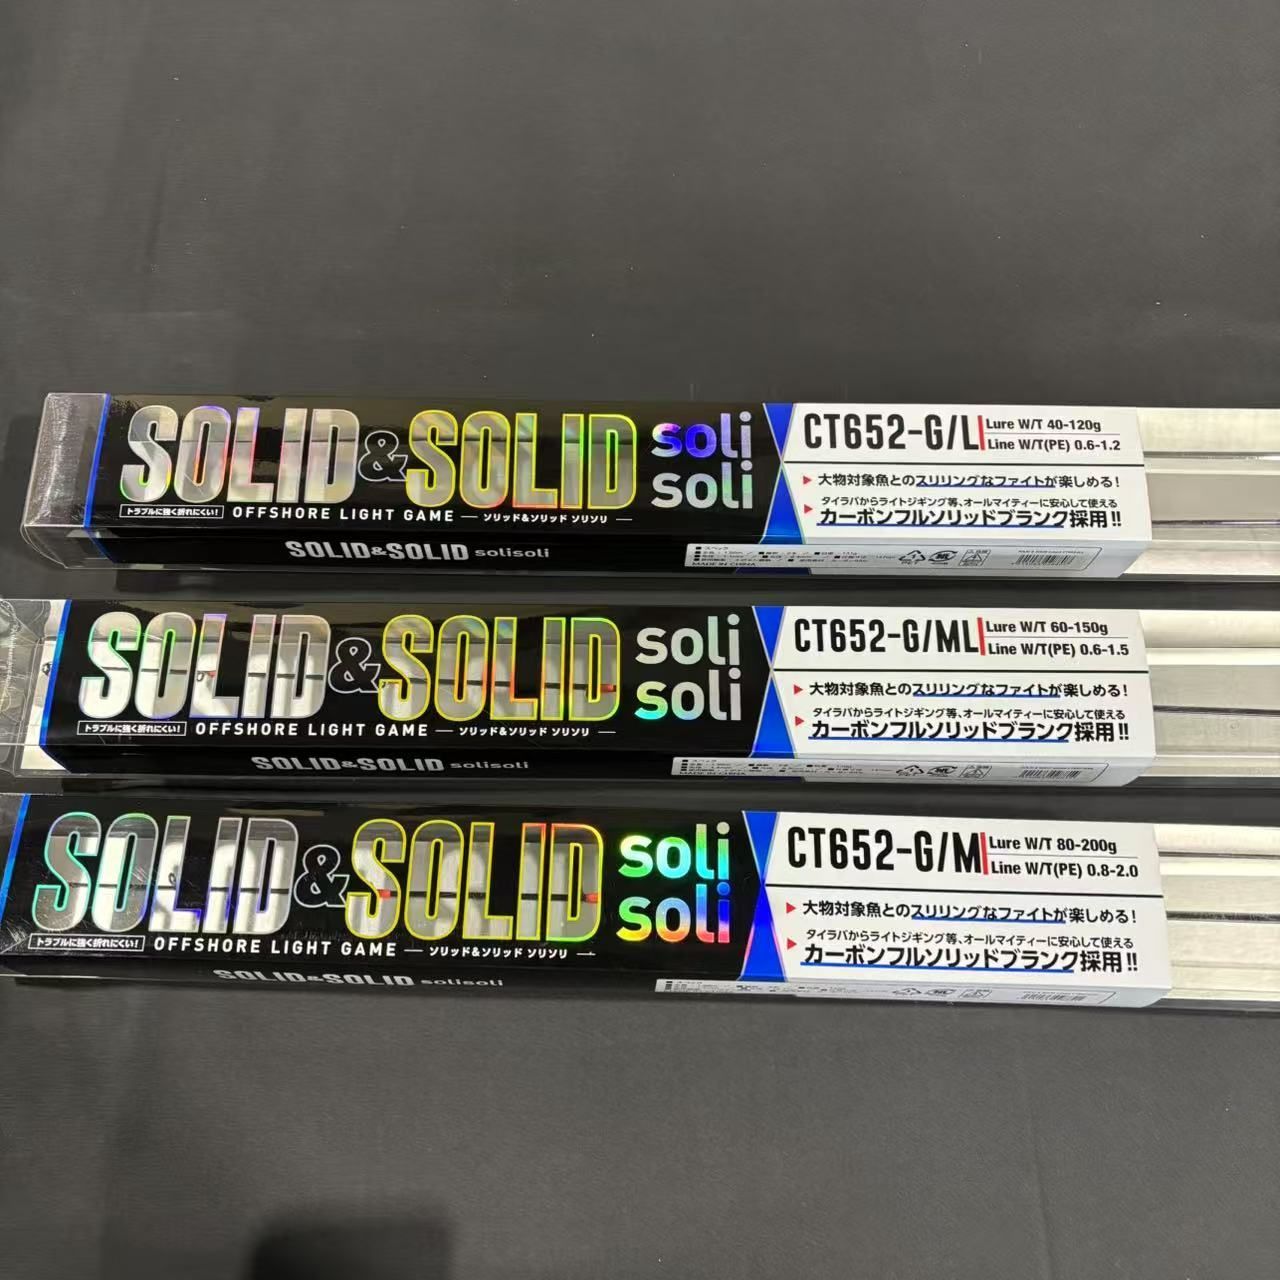 SOLID&SOLID
soli
soli
トラブルに強く折れにくい!
OFFSHORE LIGHT GAME — ソリッド&ソリッド ソリソリ —
CT652-G/L
Lure W/T 40-120g
Line W/T(PE) 0.6-1.2
大物対象魚とのスリリングなファイトが楽しめる!
タイラバからライトジギング等、オールマイティーに安心して使える
カーボンフルソリッドブランク採用!!
SOLID&SOLID solisoli
MADE IN CHINA
SOLID&SOLID
soli
soli
トラブルに強く折れにくい!
OFFSHORE LIGHT GAME — ソリッド&ソリッド ソリソリ —
CT652-G/ML
Lure W/T 60-150g
Line W/T(PE) 0.6-1.5
大物対象魚とのスリリングなファイトが楽しめる!
タイラバからライトジギング等、オールマイティーに安心して使える
カーボンフルソリッドブランク採用!!
SOLID&SOLID solisoli
MADE IN CHINA
SOLID&SOLID
soli
soli
トラブルに強く折れにくい!
OFFSHORE LIGHT GAME — ソリッド&ソリッド ソリソリ —
CT652-G/M
Lure W/T 80-200g
Line W/T(PE) 0.8-2.0
大物対象魚とのスリリングなファイトが楽しめる!
タイラバからライトジギング等、オールマイティーに安心して使える
カーボンフルソリッドブランク採用!!
SOLID&SOLID solisoli